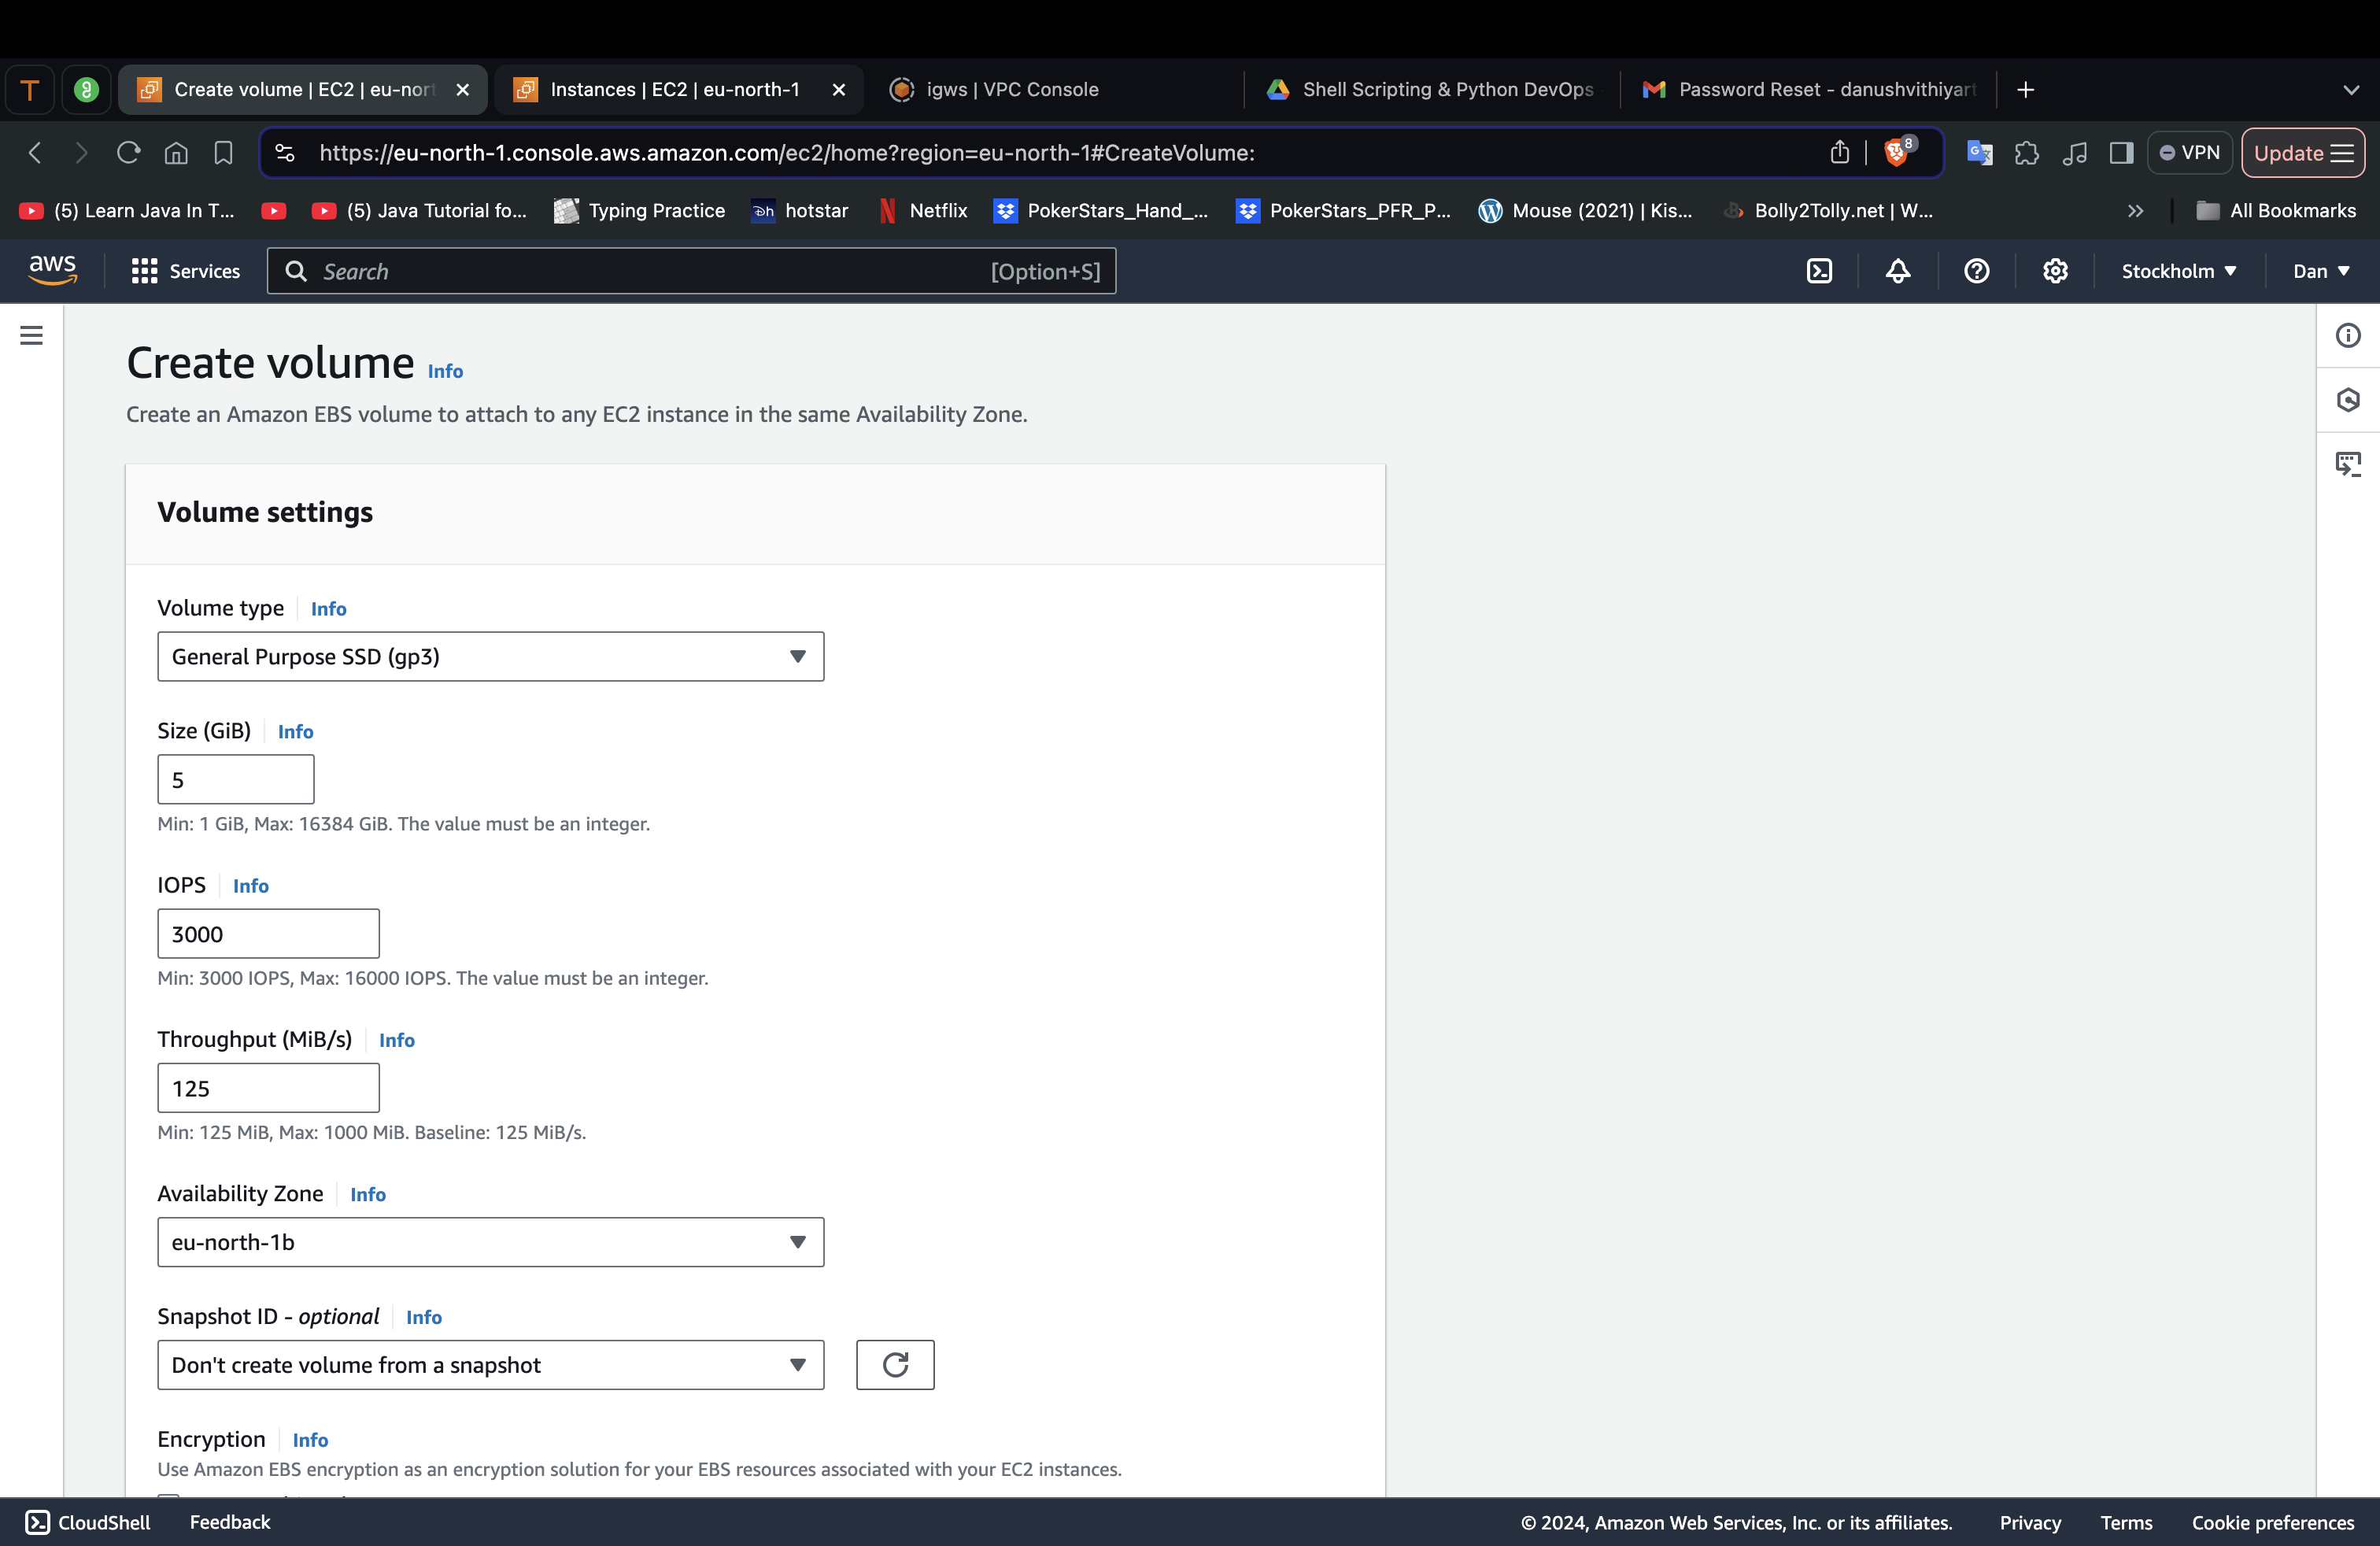 T
Create volume | EC2 | eu-nort
Instances | EC2 | eu-north-1
igws | VPC Console
Shell Scripting & Python DevOps
Password Reset - danushvithiyart
https://eu-north-1.console.aws.amazon.com/ec2/home?region=eu-north-1#CreateVolume:
8
VPN
Update
(5) Learn Java In T...
(5) Java Tutorial fo...
Typing Practice
hotstar
Netflix
PokerStars_Hand_...
PokerStars_PFR_P...
Mouse (2021) | Kis...
Bolly2Tolly.net | W...
All Bookmarks
aws
Services
Search
[Option+S]
Stockholm
Dan
Create volume Info
Create an Amazon EBS volume to attach to any EC2 instance in the same Availability Zone.
Volume settings
Volume type Info
General Purpose SSD (gp3)
Size (GiB) Info
5
Min: 1 GiB, Max: 16384 GiB. The value must be an integer.
IOPS Info
3000
Min: 3000 IOPS, Max: 16000 IOPS. The value must be an integer.
Throughput (MiB/s) Info
125
Min: 125 MiB, Max: 1000 MiB. Baseline: 125 MiB/s.
Availability Zone Info
eu-north-1b
Snapshot ID - optional Info
Don't create volume from a snapshot
Encryption Info
Use Amazon EBS encryption as an encryption solution for your EBS resources associated with your EC2 instances.
CloudShell
Feedback
© 2024, Amazon Web Services, Inc. or its affiliates.
Privacy
Terms
Cookie preferences